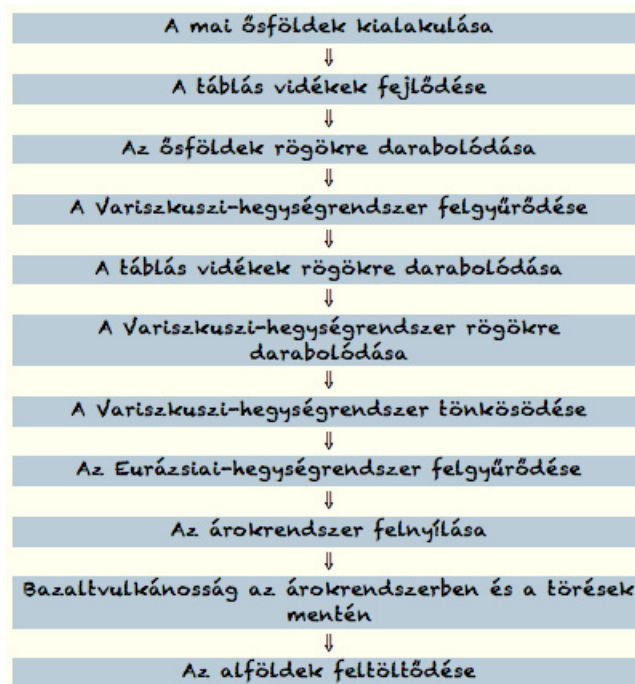 A mai ősföldek kialakulása
⇓
A táblás vidékek fejlődése
⇓
Az ősföldek rögökre darabolódása
⇓
A Variszkuszi-hegységrendszer felgyűrődése
⇓
A táblás vidékek rögökre darabolódása
⇓
A Variszkuszi-hegységrendszer rögökre
darabolódása
⇓
A Variszkuszi-hegységrendszer tönkösödése
⇓
Az Eurázsiai-hegységrendszer felgyűrődése
⇓
Az árokrendszer felnyílása
⇓
Bazaltvulkánosság az árokrendszerben és a törések
mentén
⇓
Az alföldek feltöltődése